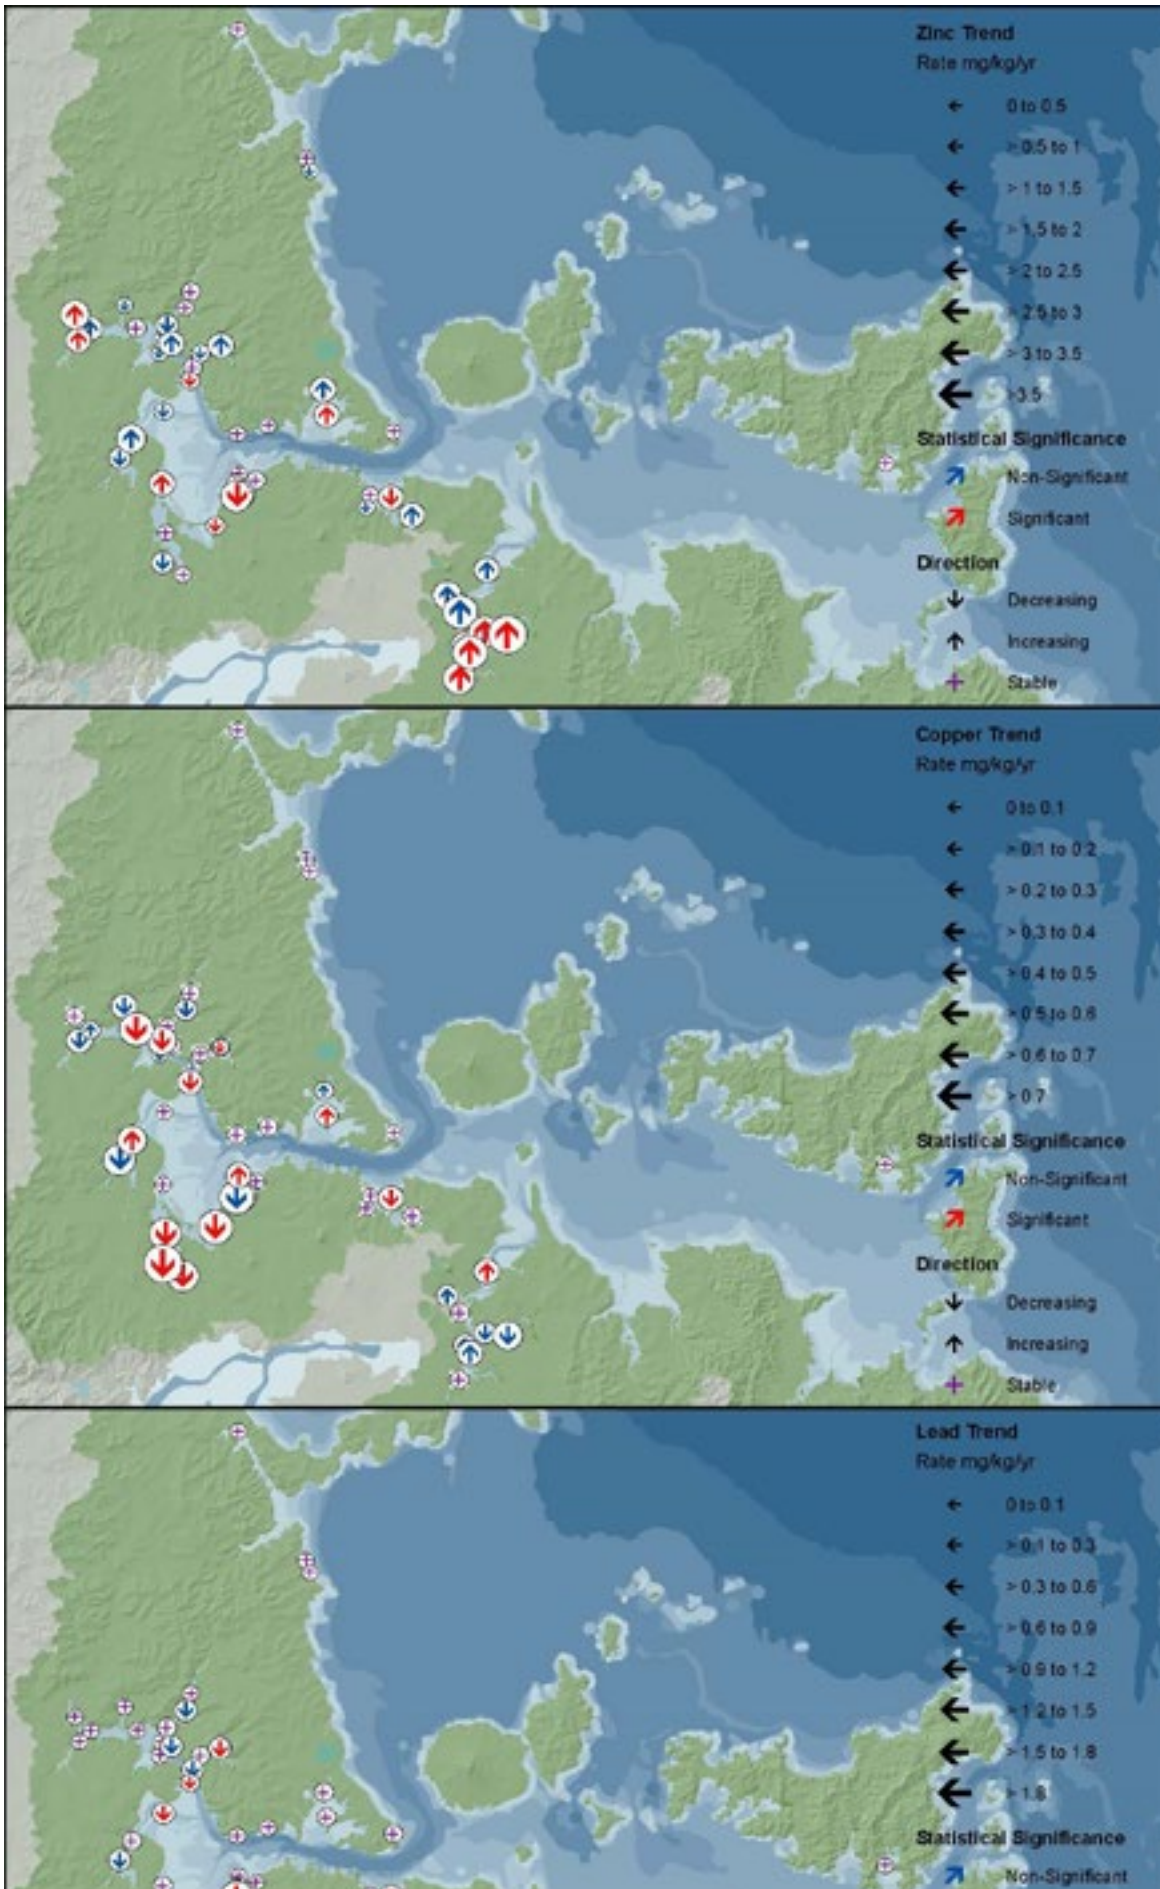 Zinc Trend
Rate mg/kg/yr
0 to 0.5
> 0.5 to 1
> 1 to 1.5
> 1.5 to 2
> 2 to 2.5
> 2.5 to 3
> 3 to 3.5
>3.5
Statistical Significance
Non-Significant
Significant
Direction
Decreasing
Increasing
Stable
Copper Trend
Rate mg/kg/yr
0 to 0.1
> 0.1 to 0.2
> 0.2 to 0.3
> 0.3 to 0.4
> 0.4 to 0.5
> 0.5 to 0.6
> 0.6 to 0.7
> 0.7
Statistical Significance
Non-Significant
Significant
Direction
Decreasing
Increasing
Stable
Lead Trend
Rate mg/kg/yr
0 to 0.1
> 0.1 to 0.3
> 0.3 to 0.6
> 0.6 to 0.9
> 0.9 to 1.2
> 1.2 to 1.5
> 1.5 to 1.8
> 1.8
Statistical Significance
Non-Significant